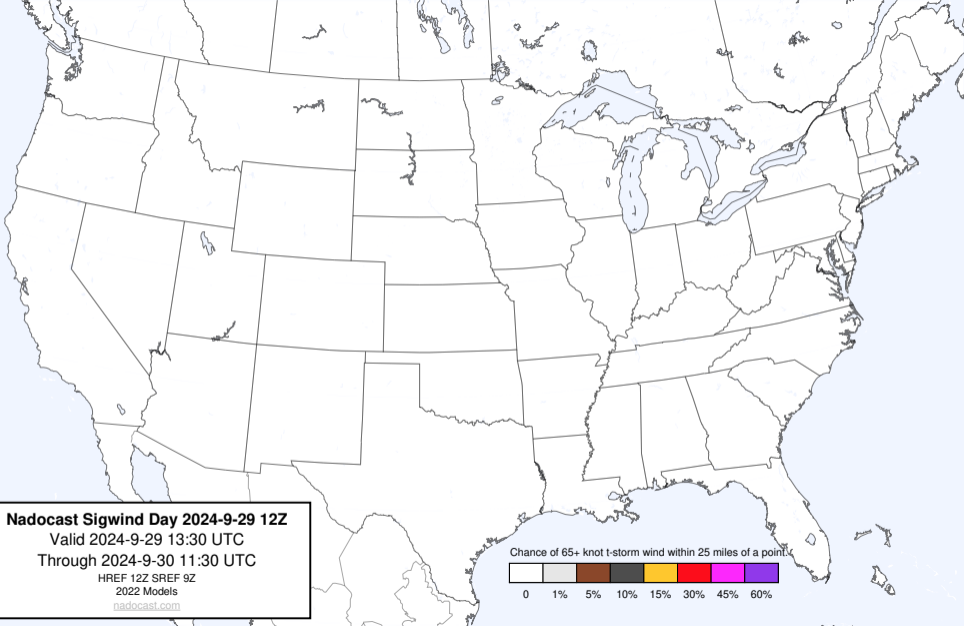 Nadocast Sigwind Day 2024-9-29 12Z
Valid 2024-9-29 13:30 UTC
Through 2024-9-30 11:30 UTC
HREF 12Z SREF 9Z
2022 Models
nadocast.com
Chance of 65+ knot t-storm wind within 25 miles of a point.
0 1% 5% 10% 15% 30% 45% 60%